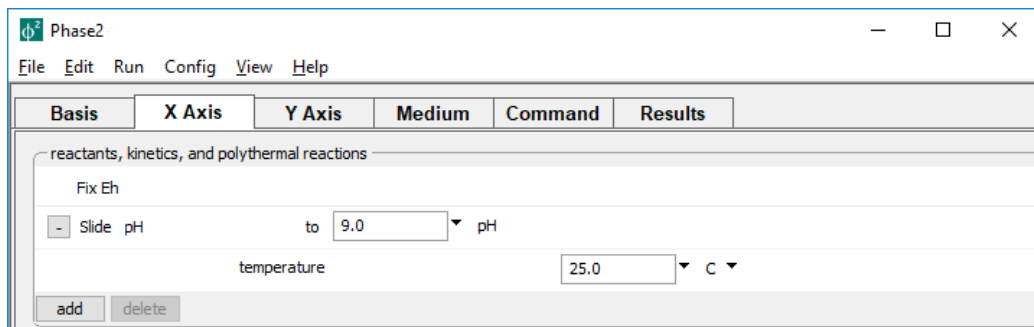 ϕ² Phase2
File Edit Run Config View Help
Basis X Axis Y Axis Medium Command Results
reactants, kinetics, and polythermal reactions
Fix Eh
- Slide pH to 9.0 pH
temperature 25.0 C
add delete